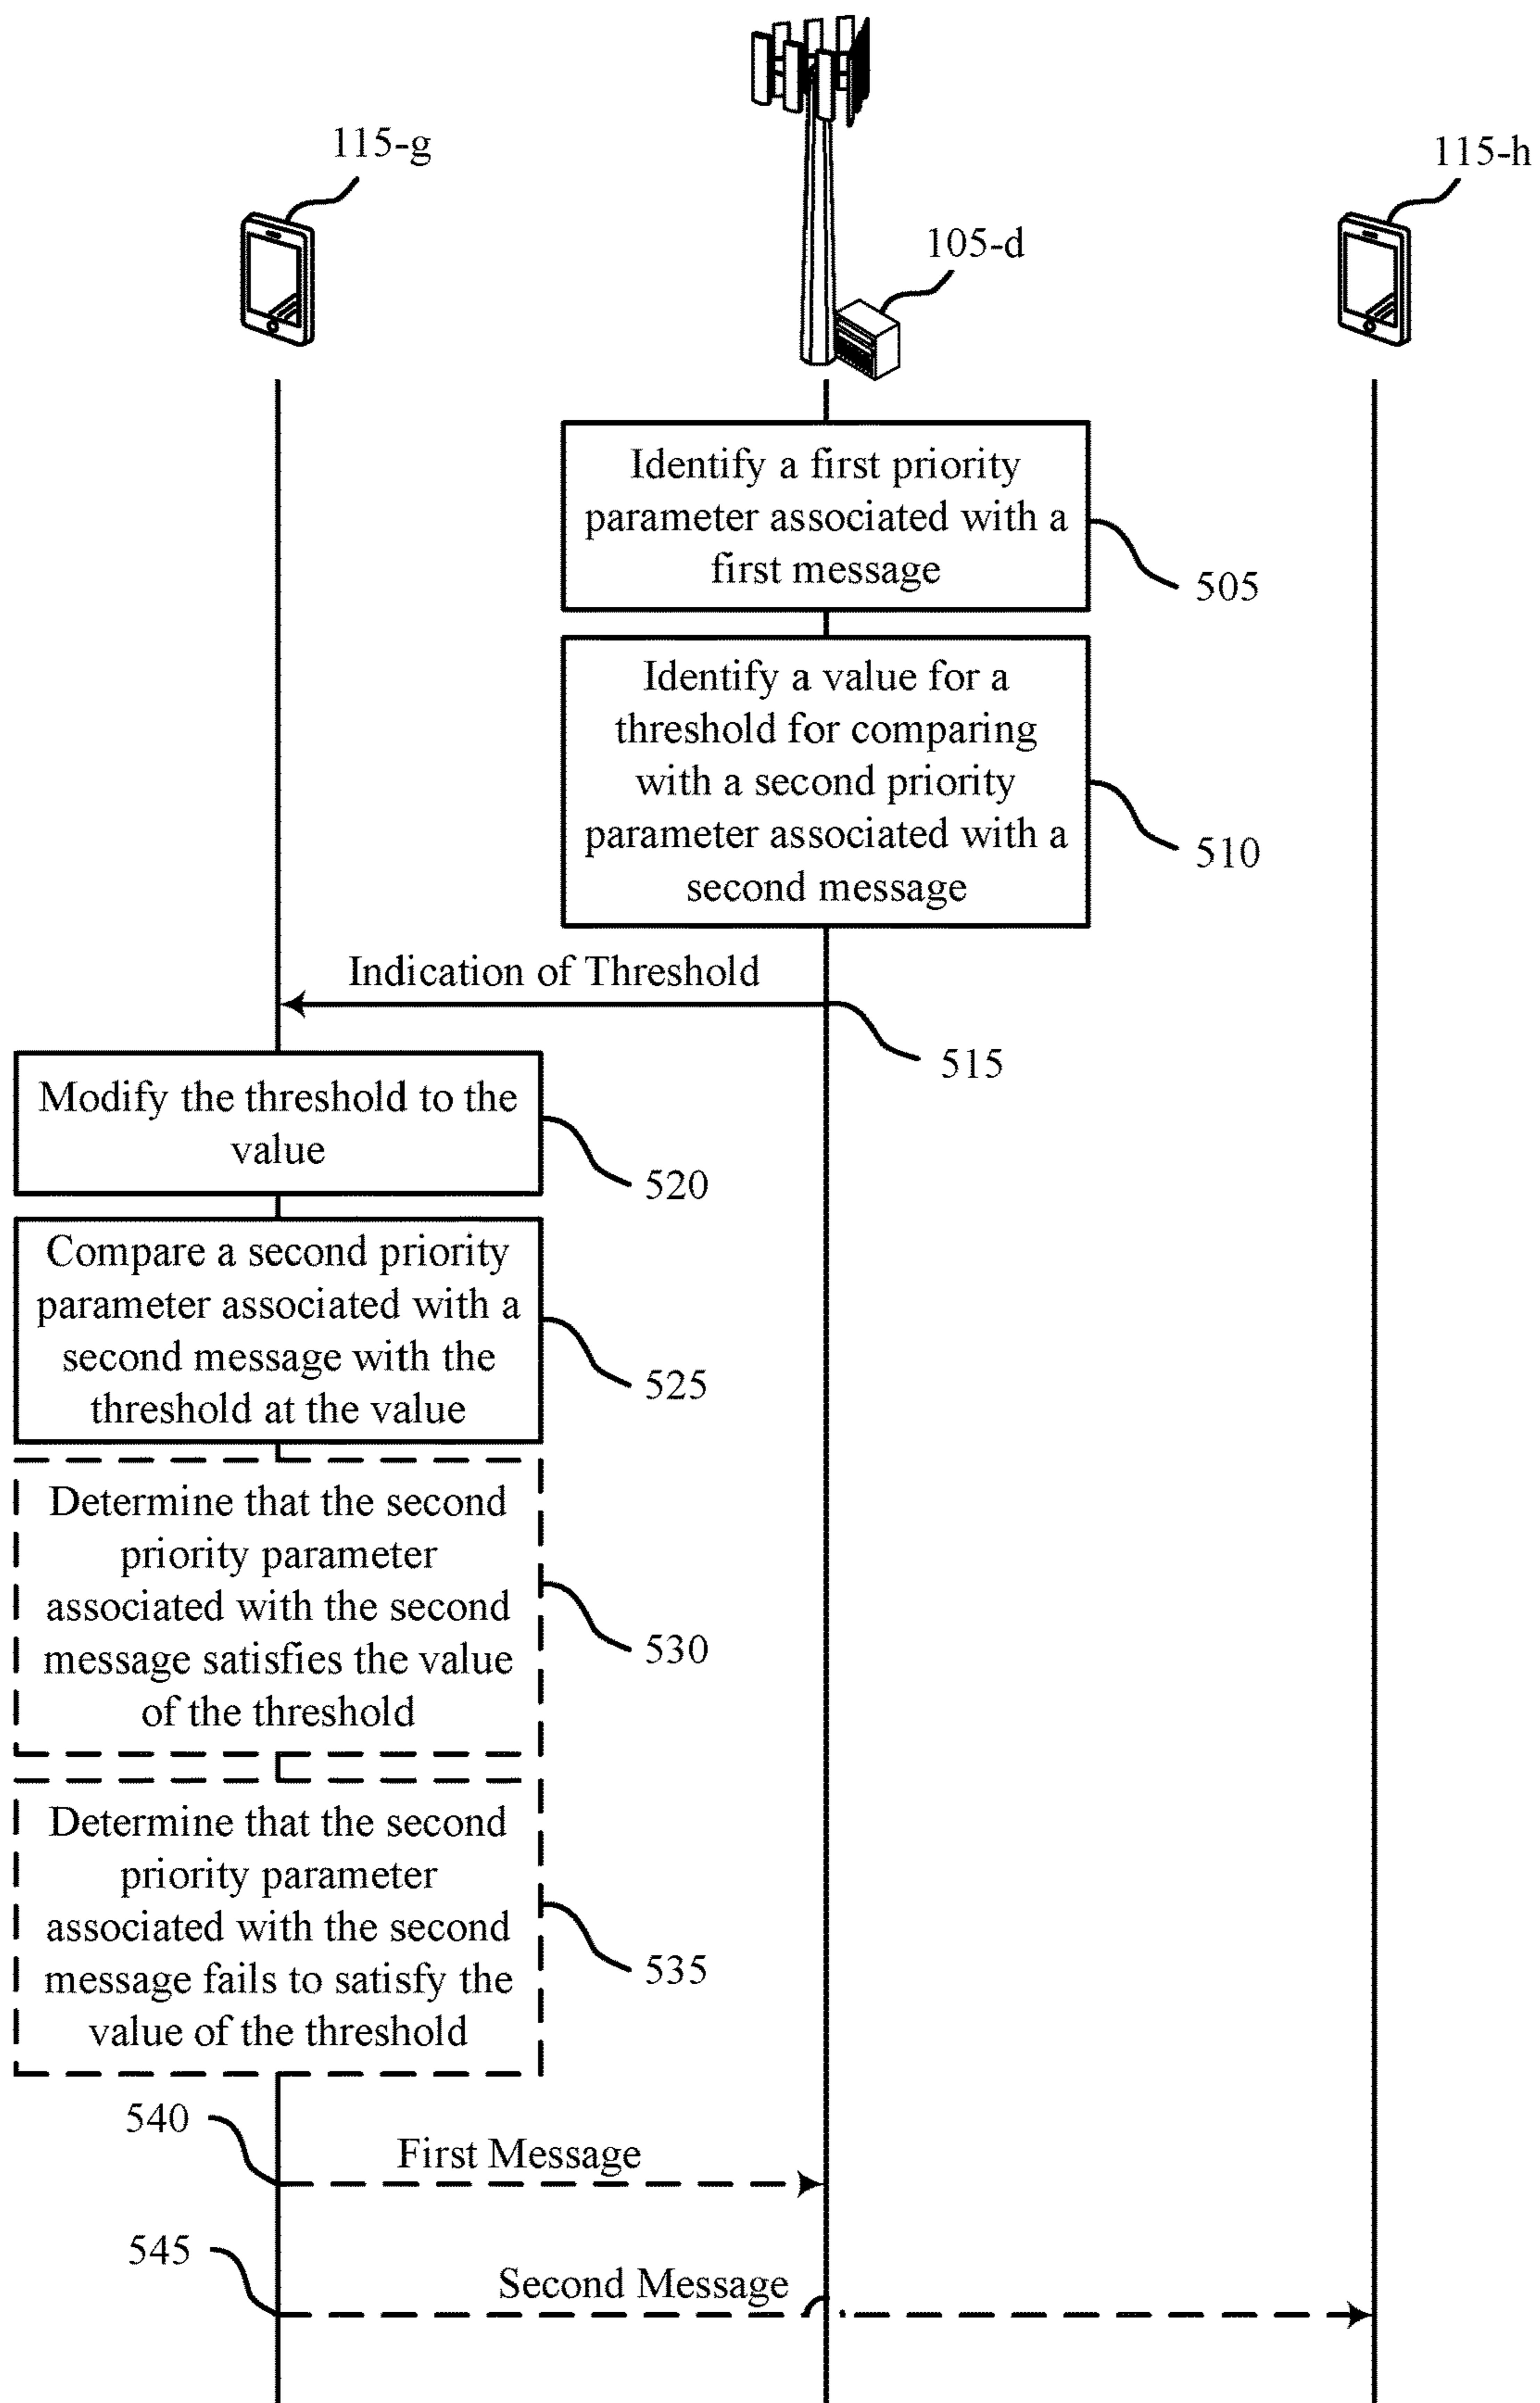 115-g
115-h
105-d
Identify a first priority
parameter associated with a
first message
505
Identify a value for a
threshold for comparing
with a second priority
parameter associated with a
second message
510
Indication of Threshold
515
Modify the threshold to the
value
520
Compare a second priority
parameter associated with a
second message with the
threshold at the value
525
Determine that the second
priority parameter
associated with the second
message satisfies the value
of the threshold
530
Determine that the second
priority parameter
associated with the second
message fails to satisfy the
value of the threshold
535
540
First Message
545
Second Message